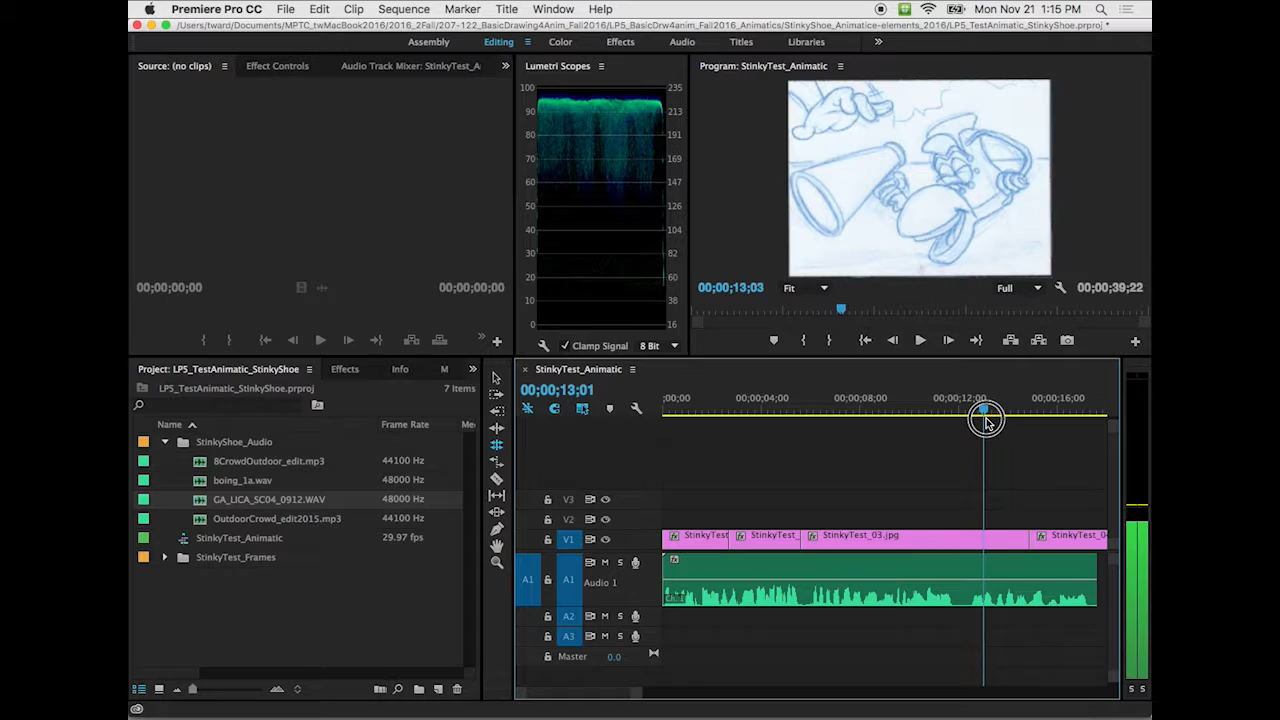 Premiere Pro CC File Edit Clip Sequence Marker Title Window Help Mon Nov 21 1:15 PM
/Users/tward/Documents/MPTC_twMacBook2016/2016_2Fall/207-122_BasicDrawing4Anim_Fall2016/LP5_BasicDrw4anim_Fall2016_Animatics/StinkyShoe_Animatice-elements_2016/LP5_TestAnimatic_StinkyShoe.prproj *
Assembly Editing Color Effects Audio Titles Libraries
Source: (no clips) Effect Controls Audio Track Mixer: StinkyTest_A Lumetri Scopes Program: StinkyTest_Animatic
100 235
90 213
80 191
70 169
60 147
50 126
40 104
30 82
20 60
10 38
0 16
00;00;00;00 00;00;00;00 00;00;13;03 Fit Full 00;00;39;22
Clamp Signal 8 Bit
Project: LP5_TestAnimatic_StinkyShoe Effects Info M
LP5_TestAnimatic_StinkyShoe.prproj 7 Items
Name Frame Rate Me
StinkyShoe_Audio
8CrowdOutdoor_edit.mp3 44100 Hz
boing_1a.wav 48000 Hz
GA_LICA_SC04_0912.WAV 48000 Hz
OutdoorCrowd_edit2015.mp3 44100 Hz
StinkyTest_Animatic 29.97 fps
StinkyTest_Frames
StinkyTest_Animatic
00;00;13;01
;00;00 00;00;04;00 00;00;08;00 00;00;12;00 00;00;16;00
V3
V2
V1 StinkyTest StinkyTest_ StinkyTest_03.jpg StinkyTest_0
A1 A1 M S
Audio 1
Ch. 1
A2 M S
A3 M S
Master 0.0
S S